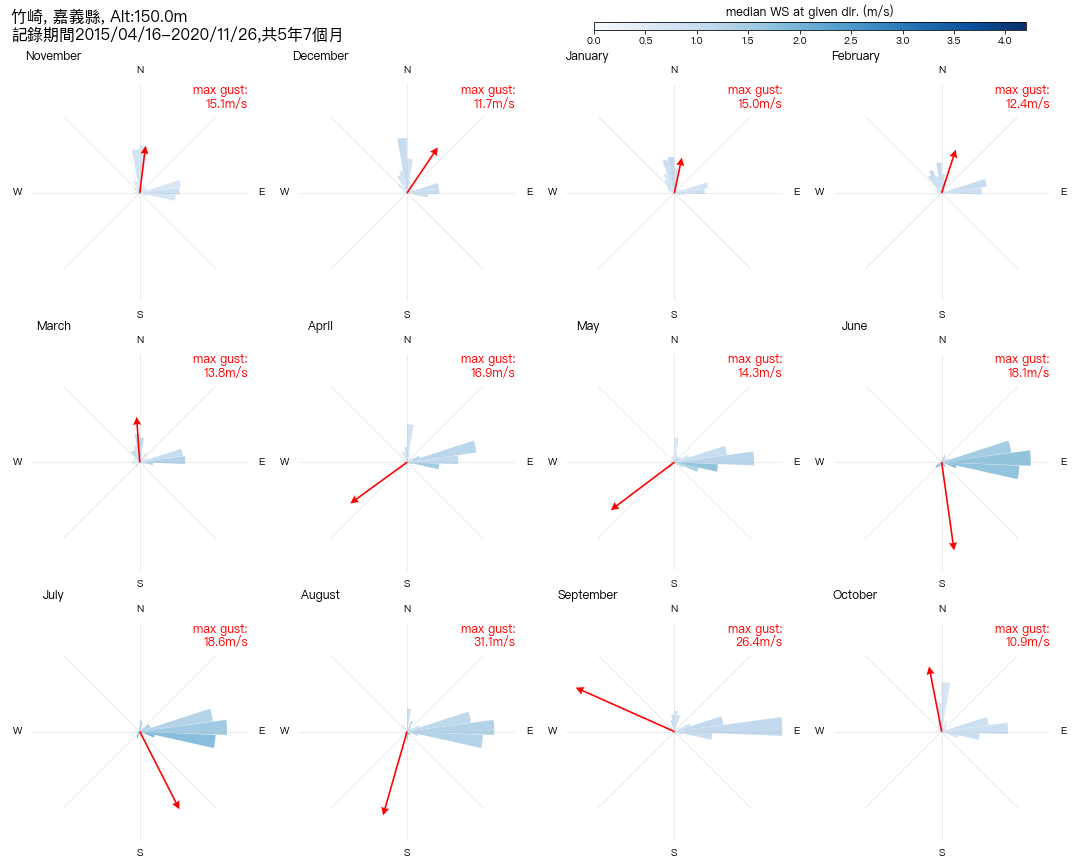 竹崎, 嘉義縣, Alt:150.0m
記錄期間2015/04/16–2020/11/26,共5年7個月
median WS at given dir. (m/s)
0.0 0.5 1.0 1.5 2.0 2.5 3.0 3.5 4.0
November
N
max gust:
15.1m/s
W
E
S
December
N
max gust:
11.7m/s
W
E
S
January
N
max gust:
15.0m/s
W
E
S
February
N
max gust:
12.4m/s
W
E
S
March
N
max gust:
13.8m/s
W
E
S
April
N
max gust:
16.9m/s
W
E
S
May
N
max gust:
14.3m/s
W
E
S
June
N
max gust:
18.1m/s
W
E
S
July
N
max gust:
18.6m/s
W
E
S
August
N
max gust:
31.1m/s
W
E
S
September
N
max gust:
26.4m/s
W
E
S
October
N
max gust:
10.9m/s
W
E
S